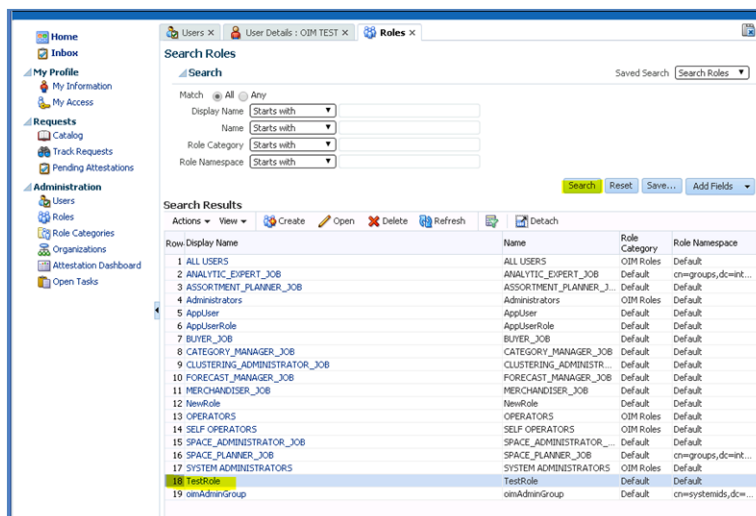 Home
Inbox
My Profile
My Information
My Access
Requests
Catalog
Track Requests
Pending Attestations
Administration
Users
Roles
Role Categories
Organizations
Attestation Dashboard
Open Tasks
Users User Details : OIM TEST Roles
Search Roles
Search Saved Search Search Roles
Match All Any
Display Name Starts with
Name Starts with
Role Category Starts with
Role Namespace Starts with
Search Reset Save... Add Fields
Search Results
Actions View Create Open Delete Refresh Detach
Row Display Name Name Role Category Role Namespace
1 ALL USERS ALL USERS OIM Roles Default
2 ANALYTIC_EXPERT_JOB ANALYTIC_EXPERT_JOB Default cn=groups,dc=int...
3 ASSORTMENT_PLANNER_JOB ASSORTMENT_PLANNER_J... Default Default
4 Administrators Administrators OIM Roles Default
5 AppUser AppUser Default Default
6 AppUserRole AppUserRole Default Default
7 BUYER_JOB BUYER_JOB Default Default
8 CATEGORY_MANAGER_JOB CATEGORY_MANAGER_JOB Default Default
9 CLUSTERING_ADMINISTRATOR_JOB CLUSTERING_ADMINISTR... Default Default
10 FORECAST_MANAGER_JOB FORECAST_MANAGER_JOB Default Default
11 MERCHANDISER_JOB MERCHANDISER_JOB Default Default
12 NewRole NewRole Default Default
13 OPERATORS OPERATORS OIM Roles Default
14 SELF OPERATORS SELF OPERATORS OIM Roles Default
15 SPACE_ADMINISTRATOR_JOB SPACE_ADMINISTRATOR_... Default Default
16 SPACE_PLANNER_JOB SPACE_PLANNER_JOB Default cn=groups,dc=int...
17 SYSTEM ADMINISTRATORS SYSTEM ADMINISTRATORS OIM Roles Default
18 TestRole TestRole Default Default
19 oimAdminGroup oimAdminGroup Default cn=systemids,dc=...